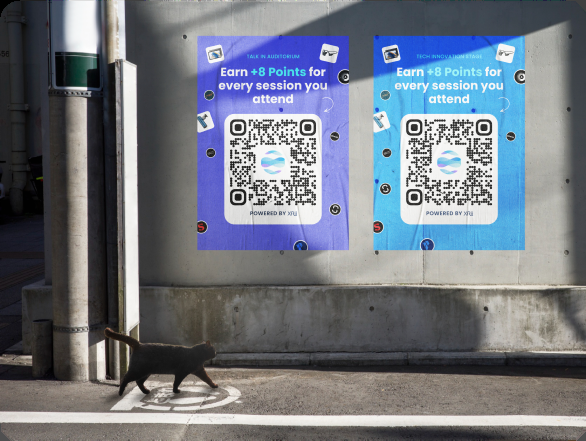 TALK IN AUDITORIUM
Earn +8 Points for
every session you
attend
POWERED BY
TECH INNOVATION STAGE
Earn +8 Points for
every session you
attend
POWERED BY